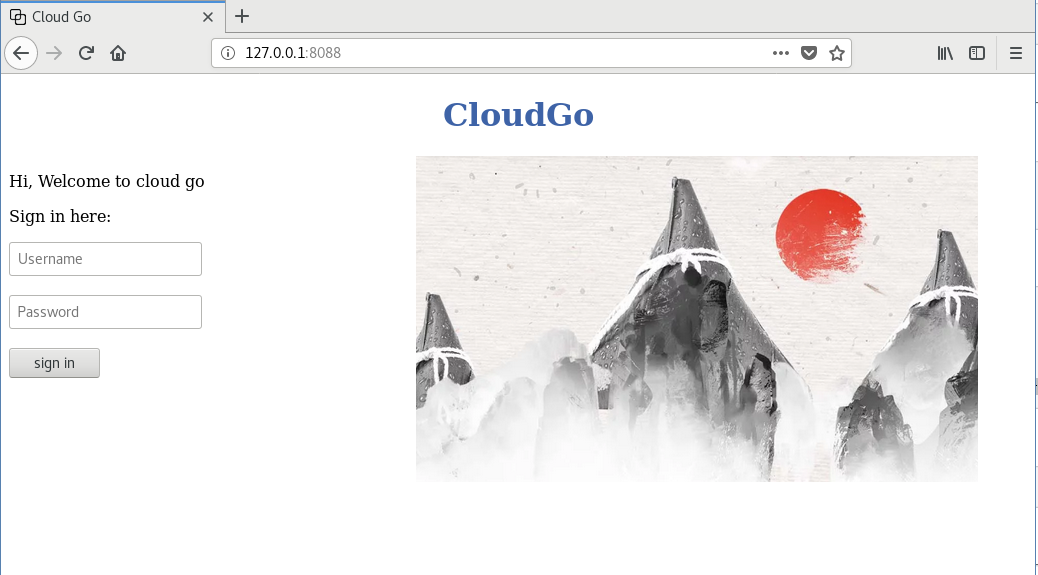 Cloud Go
127.0.0.1:8088
CloudGo
Hi, Welcome to cloud go
Sign in here:
Username
Password
sign in